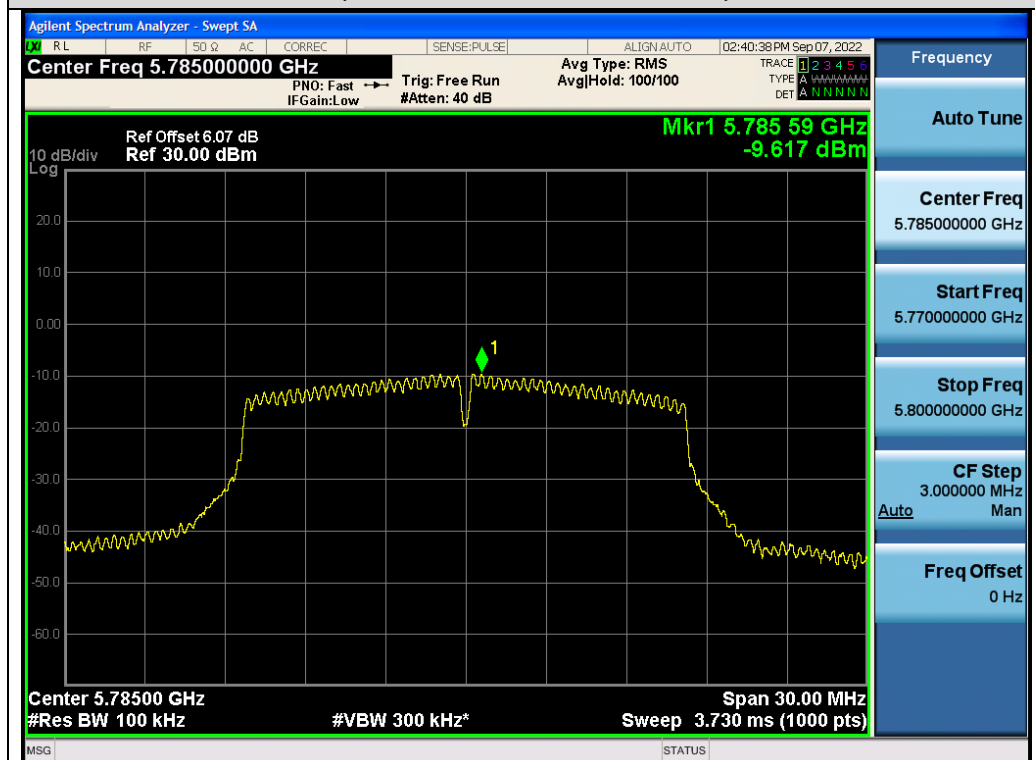 Agilent Spectrum Analyzer - Swept SA
LXI RL RF 50 Ω AC CORREC SENSE:PULSE ALIGN AUTO 02:40:38 PM Sep 07, 2022
Center Freq 5.785000000 GHz
PNO: Fast
IFGain:Low
Trig: Free Run
#Atten: 40 dB
Avg Type: RMS
Avg|Hold: 100/100
TRACE 1 2 3 4 5 6
TYPE A WWWWW
DET A N N N N N
Ref Offset 6.07 dB
10 dB/div Ref 30.00 dBm
Log
Mkr1 5.785 59 GHz
-9.617 dBm
20.0
10.0
0.00
-10.0
-20.0
-30.0
-40.0
-50.0
-60.0
1
Center 5.78500 GHz Span 30.00 MHz
#Res BW 100 kHz #VBW 300 kHz* Sweep 3.730 ms (1000 pts)
MSG STATUS
Frequency
Auto Tune
Center Freq
5.785000000 GHz
Start Freq
5.770000000 GHz
Stop Freq
5.800000000 GHz
CF Step
3.000000 MHz
Auto Man
Freq Offset
0 Hz